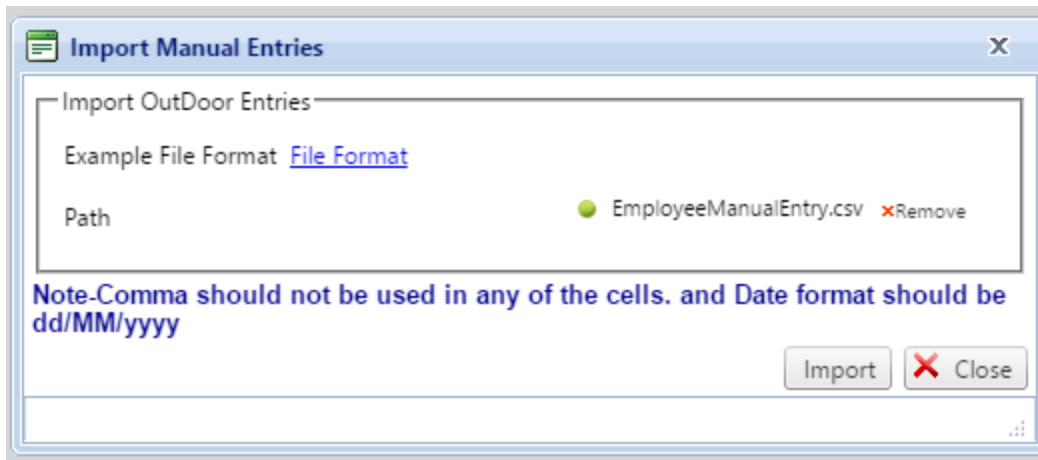 Import Manual Entries
Import OutDoor Entries
Example File Format File Format
Path EmployeeManualEntry.csv Remove
Note-Comma should not be used in any of the cells. and Date format should be
dd/MM/yyyy
Import Close